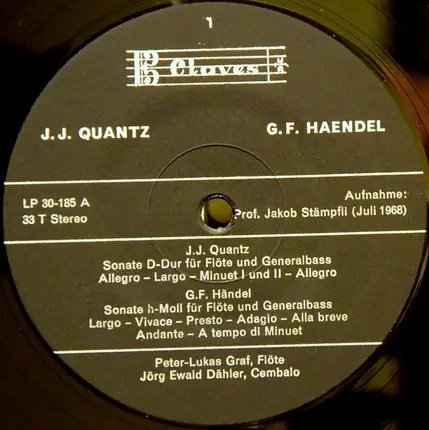 1
Claves
J.J. QUANTZ
G.F. HAENDEL
LP 30-185 A
33 T Stereo
Aufnahme:
Prof. Jakob Stämpfli (Juli 1968)
J.J. Quantz
Sonate D-Dur für Flöte und Generalbass
Allegro – Largo – Minuet I und II – Allegro
G.F. Händel
Sonate h-Moll für Flöte und Generalbass
Largo – Vivace – Presto – Adagio – Alla breve
Andante – A tempo di Minuet
Peter-Lukas Graf, Flöte
Jörg Ewald Dähler, Cembalo